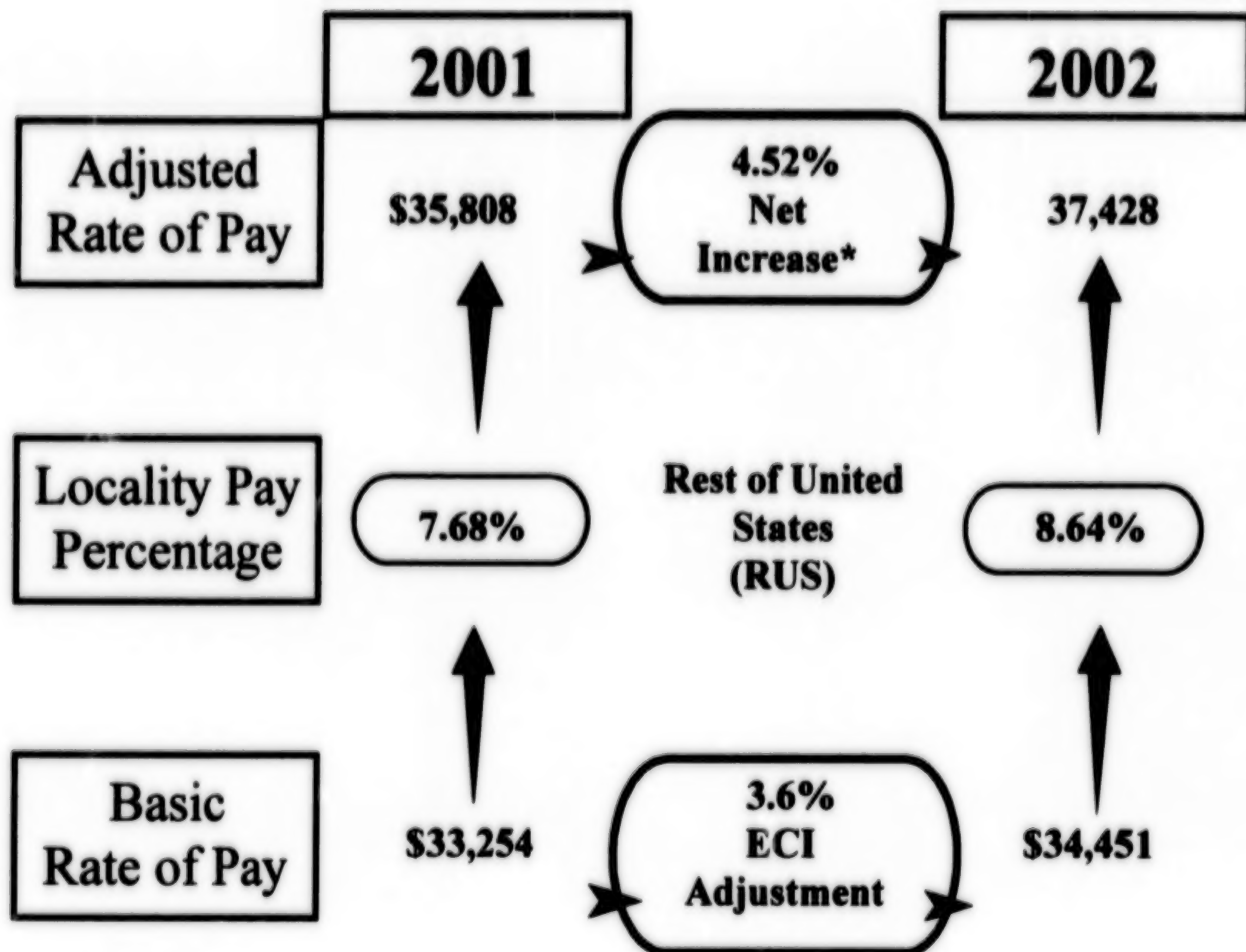 2001
2002
Adjusted
Rate of Pay
$35,808
4.52%
Net
Increase*
37,428
Locality Pay
Percentage
7.68%
Rest of United
States
(RUS)
8.64%
Basic
Rate of Pay
$33,254
3.6%
ECI
Adjustment
$34,451